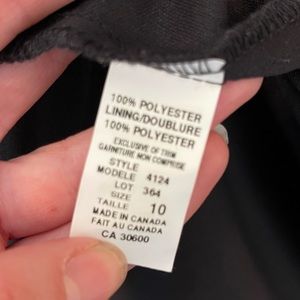 100% POLYESTER
LINING/DOUBLURE
100% POLYESTER
EXCLUSIVE OF TRIM
GARNITURE NON COMPRISE
STYLE
MODELE 4124
LOT 364
SIZE
TAILLE 10
MADE IN CANADA
FAIT AU CANADA
CA 30600